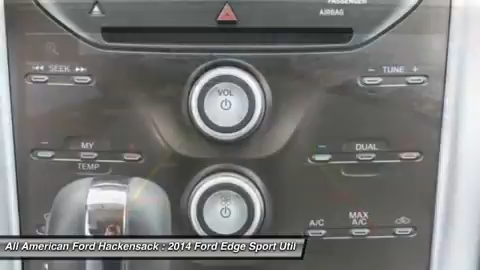 PASSENGER
AIRBAG
SEEK
VOL
- TUNE +
- MY +
TEMP
- DUAL +
A/C
MAX
A/C
All American Ford Hackensack : 2014 Ford Edge Sport Util